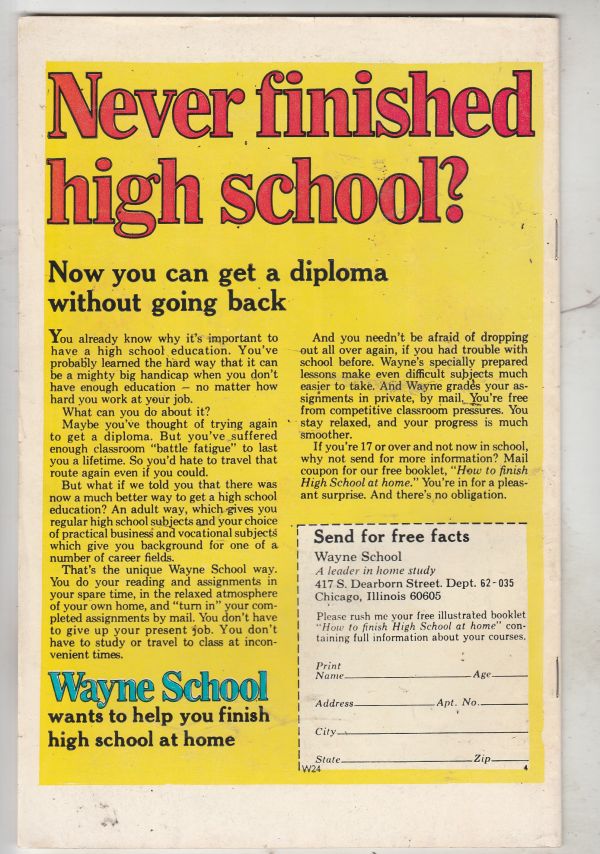 Never finished
high school?
Now you can get a diploma
without going back
You already know why it's important to
have a high school education. You've
probably learned the hard way that it can
be a mighty big handicap when you don't
have enough education — no matter how
hard you work at your job.
What can you do about it?
Maybe you've thought of trying again
to get a diploma. But you've suffered
enough classroom "battle fatigue" to last
you a lifetime. So you'd hate to travel that
route again even if you could.
But what if we told you that there was
now a much better way to get a high school
education? An adult way, which gives you
regular high school subjects and your choice
of practical business and vocational subjects
which give you background for one of a
number of career fields.
That's the unique Wayne School way.
You do your reading and assignments in
your spare time, in the relaxed atmosphere
of your own home, and "turn in" your com-
pleted assignments by mail. You don't have
to give up your present job. You don't
have to study or travel to class at incon-
venient times.
Wayne School
wants to help you finish
high school at home
And you needn't be afraid of dropping
out all over again, if you had trouble with
school before. Wayne's specially prepared
lessons make even difficult subjects much
easier to take. And Wayne grades your as-
signments in private, by mail. You're free
from competitive classroom pressures. You
stay relaxed, and your progress is much
smoother.
If you're 17 or over and not now in school,
why not send for more information? Mail
coupon for our free booklet, "How to finish
High School at home." You're in for a pleas-
ant surprise. And there's no obligation.
Send for free facts
Wayne School
A leader in home study
417 S. Dearborn Street. Dept. 62-035
Chicago, Illinois 60605
Please rush me your free illustrated booklet
"How to finish High School at home" con-
taining full information about your courses.
Print
Name Age
Address Apt. No.
City
State Zip
W24 4